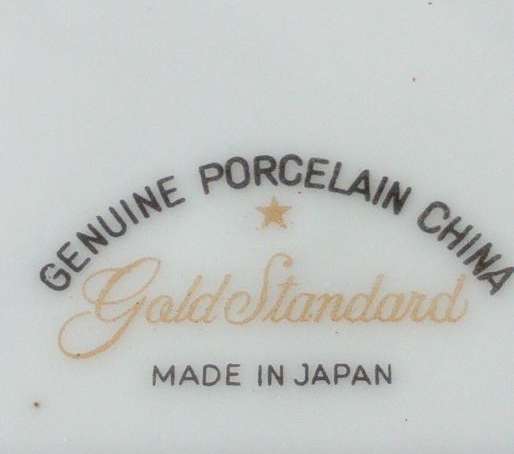 GENUINE PORCELAIN CHINA
Gold Standard
MADE IN JAPAN